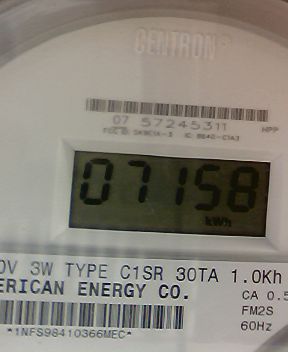 CENTRON
07 57245311
HPP
07158
kWh
0V 3W TYPE C1SR 30TA 1.0Kh
ERICAN ENERGY CO.
CA 0.5
FM2S
60Hz
*1NFS98410366MEC*